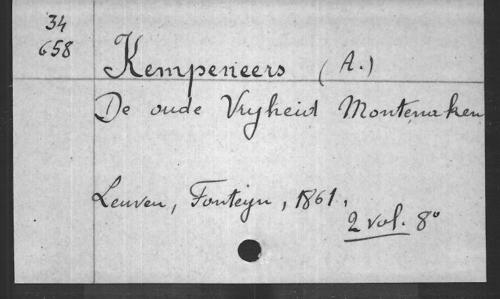 34
658
Kempeneers (A.)
De oude Vryheid Montenaken
Leuven, Fonteyn, 1861.,
2 vol. 8°